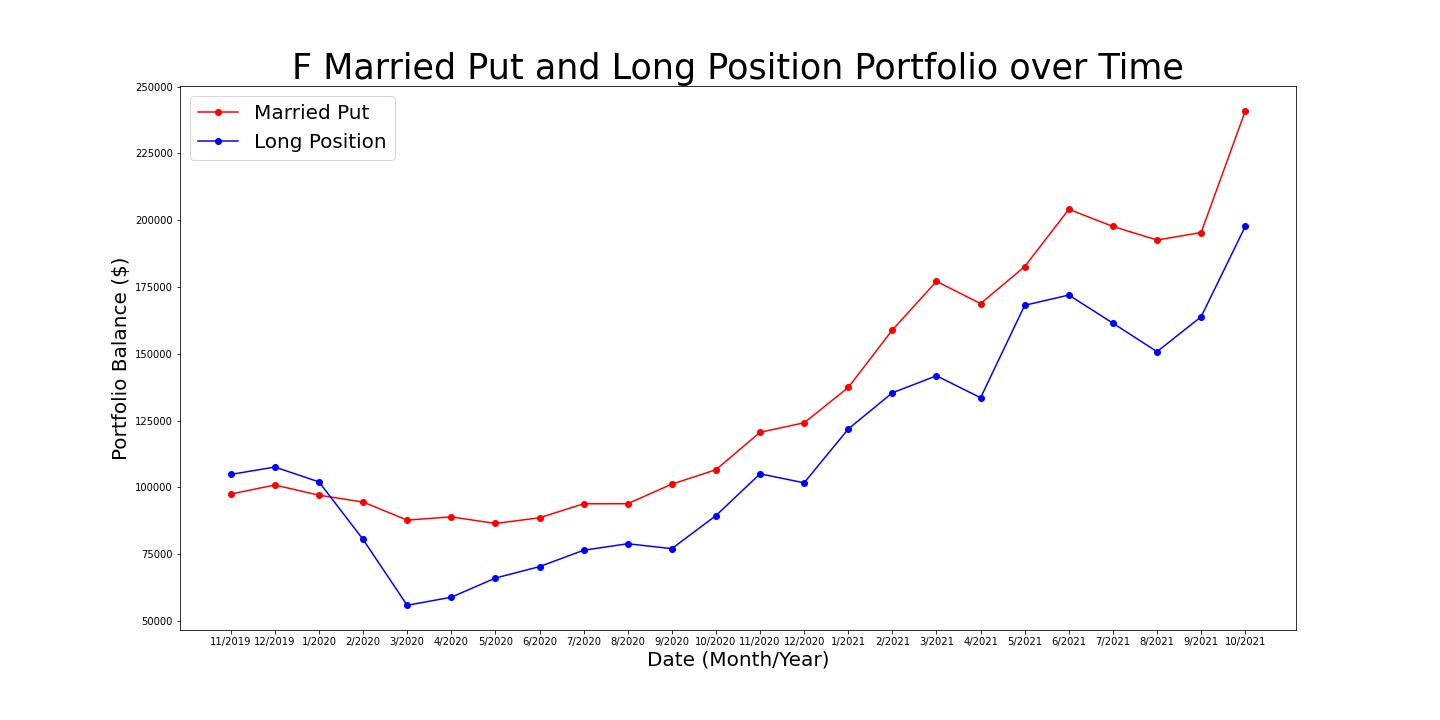 F Married Put and Long Position Portfolio over Time
Married Put
Long Position
Portfolio Balance ($)
250000
225000
200000
175000
150000
125000
100000
75000
50000
11/2019 12/2019 1/2020 2/2020 3/2020 4/2020 5/2020 6/2020 7/2020 8/2020 9/2020 10/2020 11/2020 12/2020 1/2021 2/2021 3/2021 4/2021 5/2021 6/2021 7/2021 8/2021 9/2021 10/2021
Date (Month/Year)